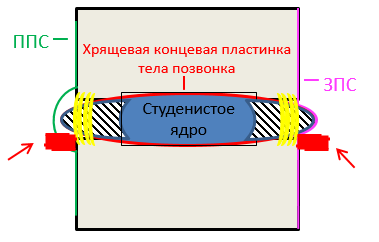 ППС
Хрящевая концевая пластинка
тела позвонка
ЗПС
Студенистое
ядро